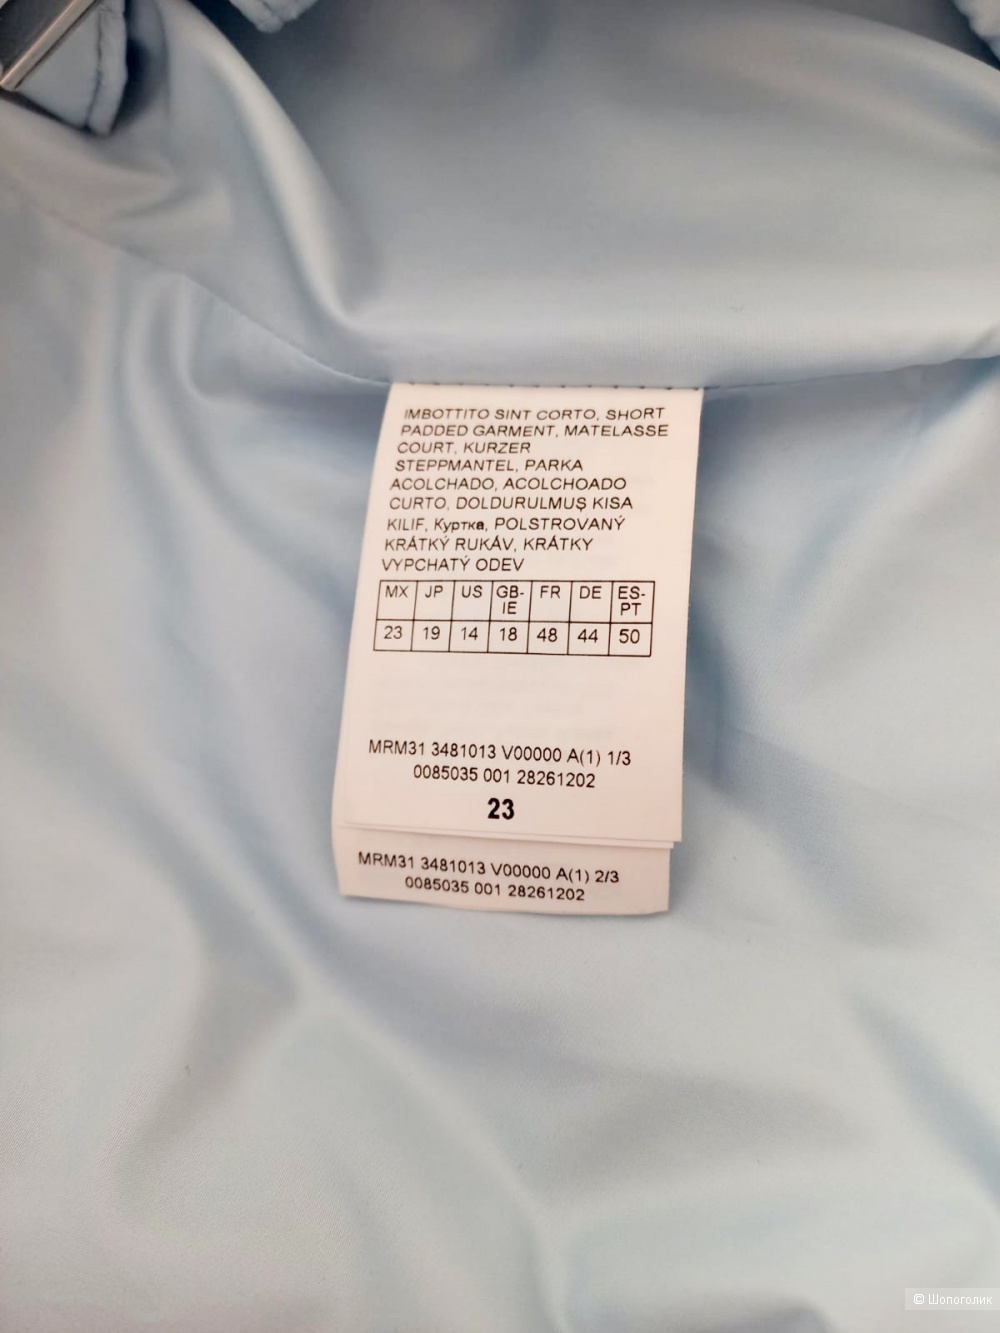 IMBOTTITO SINT CORTO, SHORT
PADDED GARMENT, MATELASSE
COURT, KURZER
STEPPMANTEL, PARKA
ACOLCHADO, ACOLCHOADO
CURTO, DOLDURULMUŞ KISA
KILIF, Куртка, POLSTROVANÝ
KRÁTKÝ RUKÁV, KRÁTKY
VYPCHATÝ ODEV
MX JP US GB-IE FR DE ES-PT
23 19 14 18 48 44 50
MRM31 3481013 V00000 A(1) 1/3
0085035 001 28261202
23
MRM31 3481013 V00000 A(1) 2/3
0085035 001 28261202
© Шопоголик